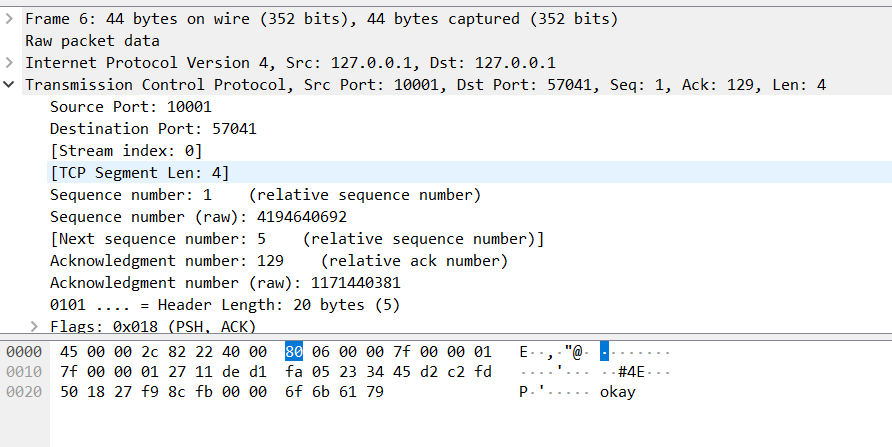 Frame 6: 44 bytes on wire (352 bits), 44 bytes captured (352 bits)
Raw packet data
Internet Protocol Version 4, Src: 127.0.0.1, Dst: 127.0.0.1
Transmission Control Protocol, Src Port: 10001, Dst Port: 57041, Seq: 1, Ack: 129, Len: 4
Source Port: 10001
Destination Port: 57041
[Stream index: 0]
[TCP Segment Len: 4]
Sequence number: 1    (relative sequence number)
Sequence number (raw): 4194640692
[Next sequence number: 5    (relative sequence number)]
Acknowledgment number: 129    (relative ack number)
Acknowledgment number (raw): 1171440381
0101 .... = Header Length: 20 bytes (5)
Flags: 0x018 (PSH, ACK)
0000  45 00 00 2c 82 22 40 00  80 06 00 00 7f 00 00 01  E··,·"@· ········
0010  7f 00 00 01 27 11 de d1  fa 05 23 34 45 d2 c2 fd  ····'··· ··#4E···
0020  50 18 27 f9 8c fb 00 00  6f 6b 61 79  P·'····· okay